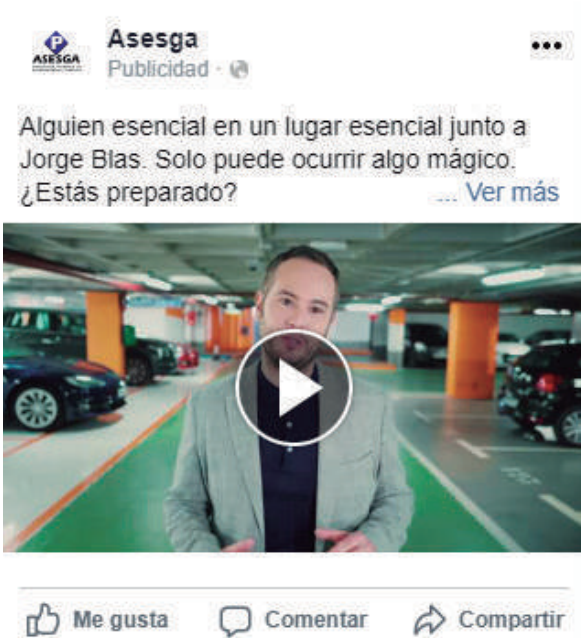 Asesga
Publicidad ·
ASESGA
Alguien esencial en un lugar esencial junto a
Jorge Blas. Solo puede ocurrir algo mágico.
¿Estás preparado? ... Ver más
Me gusta Comentar Compartir